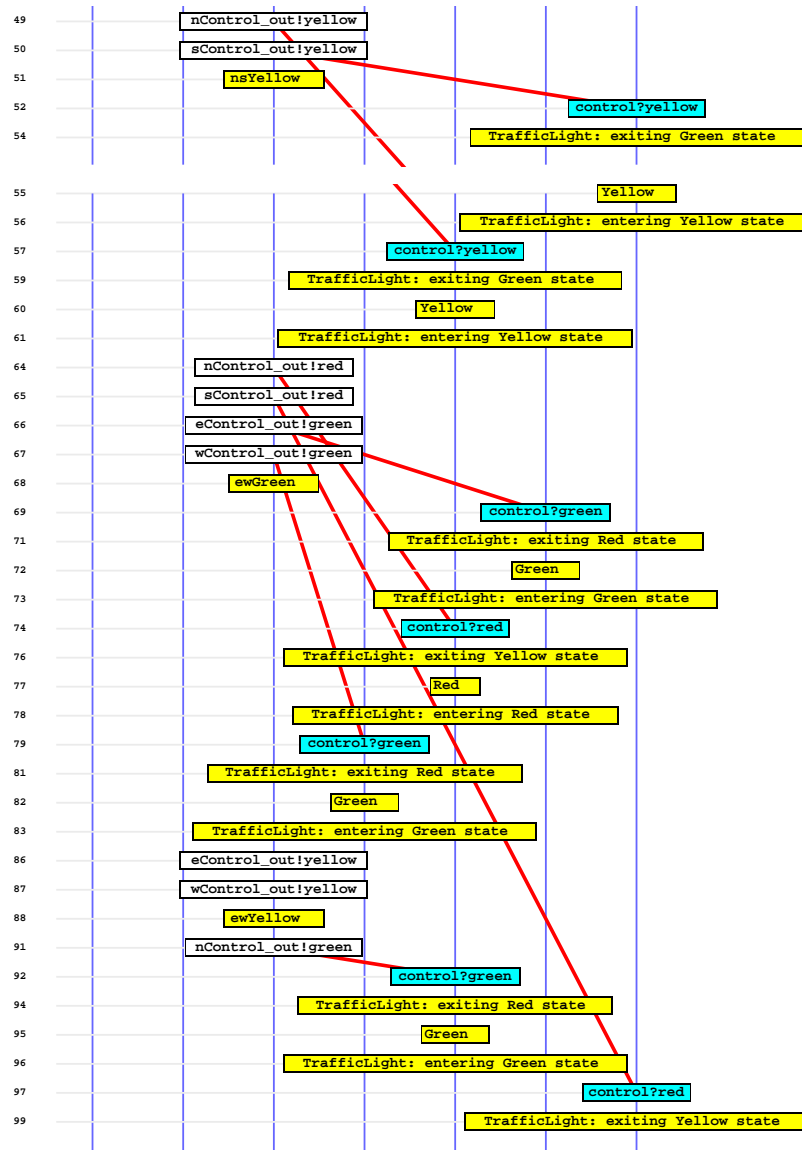 49 nControl_out!yellow
50 sControl_out!yellow
51 nsYellow
52 control?yellow
54 TrafficLight: exiting Green state
55 Yellow
56 TrafficLight: entering Yellow state
57 control?yellow
59 TrafficLight: exiting Green state
60 Yellow
61 TrafficLight: entering Yellow state
64 nControl_out!red
65 sControl_out!red
66 eControl_out!green
67 wControl_out!green
68 ewGreen
69 control?green
71 TrafficLight: exiting Red state
72 Green
73 TrafficLight: entering Green state
74 control?red
76 TrafficLight: exiting Yellow state
77 Red
78 TrafficLight: entering Red state
79 control?green
81 TrafficLight: exiting Red state
82 Green
83 TrafficLight: entering Green state
86 eControl_out!yellow
87 wControl_out!yellow
88 ewYellow
91 nControl_out!green
92 control?green
94 TrafficLight: exiting Red state
95 Green
96 TrafficLight: entering Green state
97 control?red
99 TrafficLight: exiting Yellow state